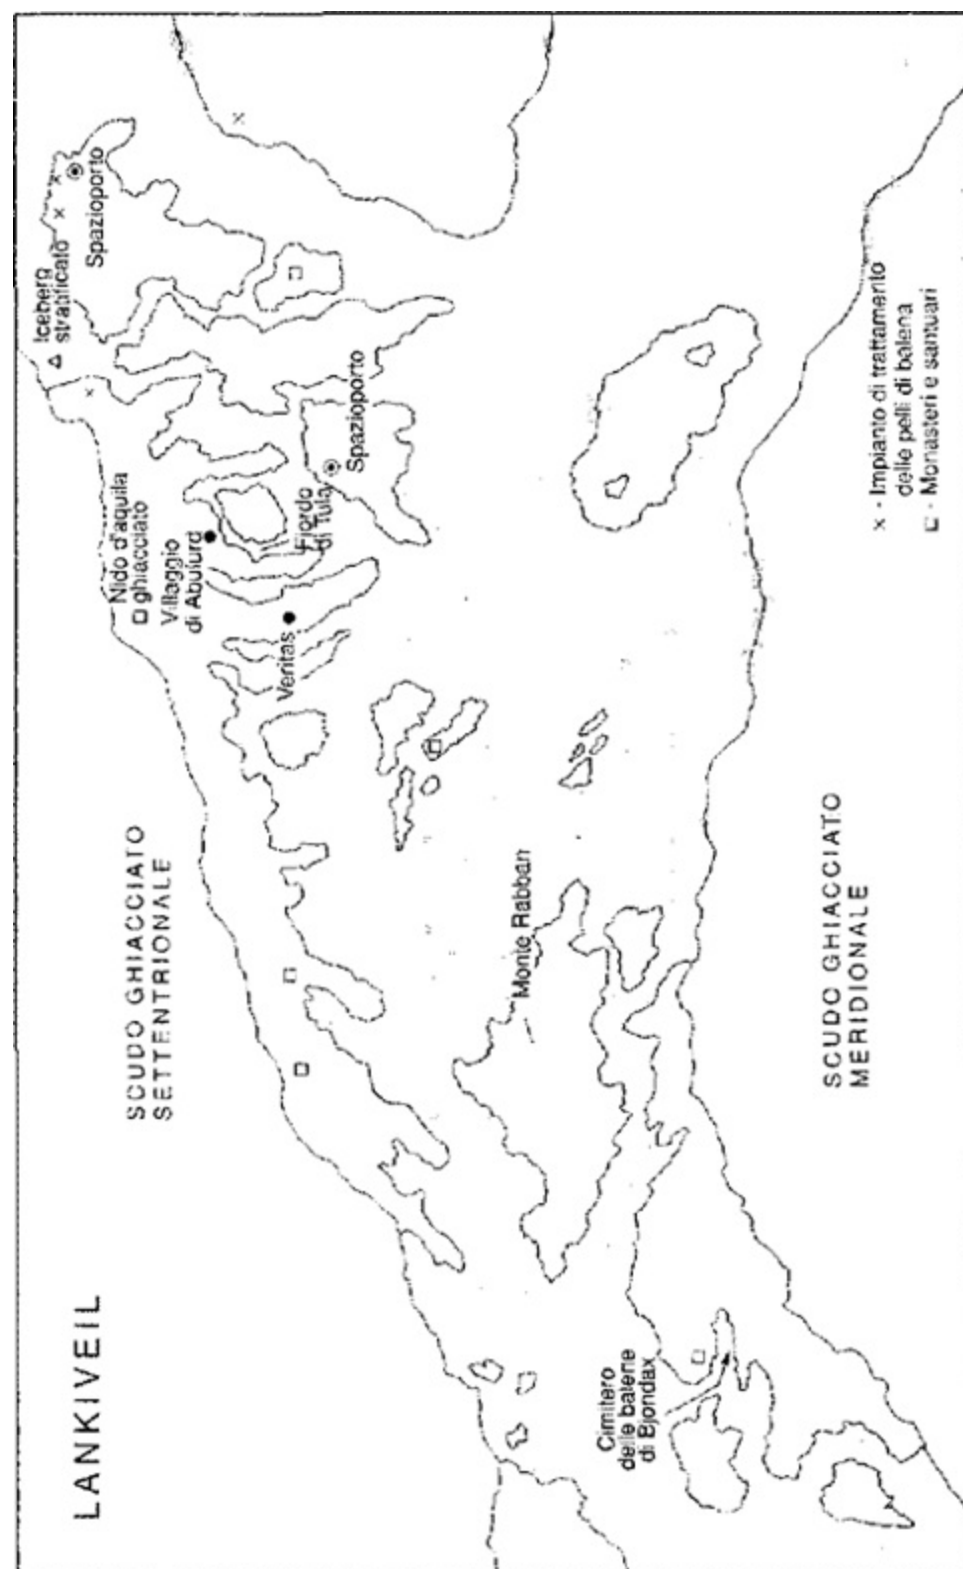 LANKIVEIL
SCUDO GHIACCIATO
SETTENTRIONALE
Nido d'aquila
ghiacciato
Villaggio
di Abulurd
Veritas
Fiordo
di Tula
Spazioporto
Iceberg
stratificato
Spazioporto
Monte Rabban
Cimitero
delle balene
di Bjondax
SCUDO GHIACCIATO
MERIDIONALE
x - Impianto di trattamento
delle pelli di balena
□ - Monasteri e santuari